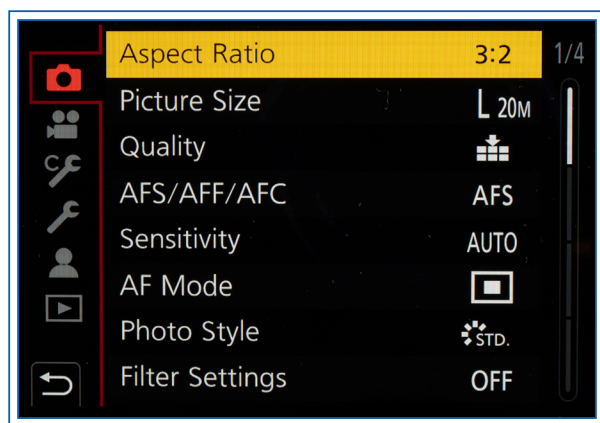 Aspect Ratio 3:2 1/4
Picture Size L 20M
Quality
AFS/AFF/AFC AFS
Sensitivity AUTO
AF Mode
Photo Style STD.
Filter Settings OFF
C